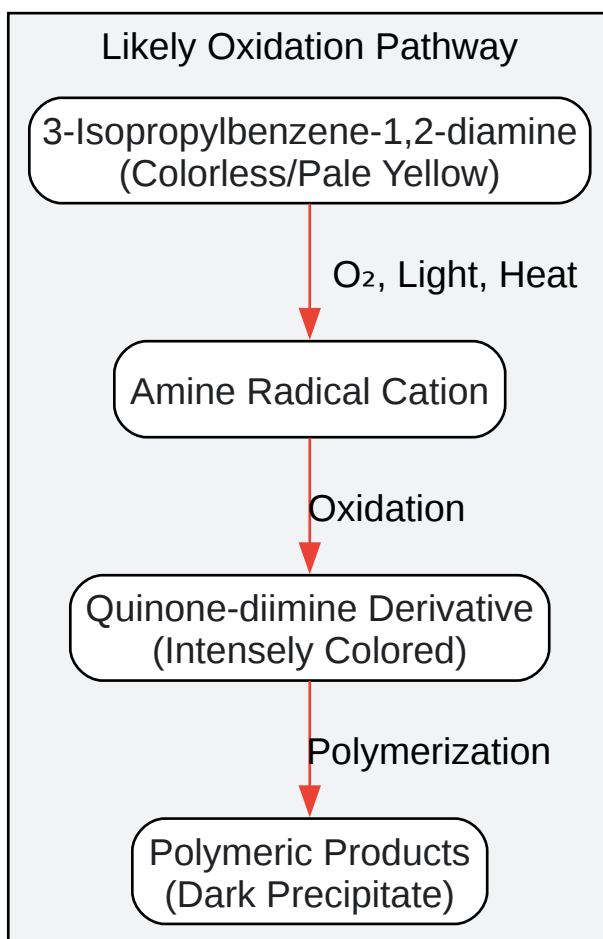 Likely Oxidation Pathway
3-Isopropylbenzene-1,2-diamine
(Colorless/Pale Yellow)
O₂, Light, Heat
Amine Radical Cation
Oxidation
Quinone-diimine Derivative
(Intensely Colored)
Polymerization
Polymeric Products
(Dark Precipitate)